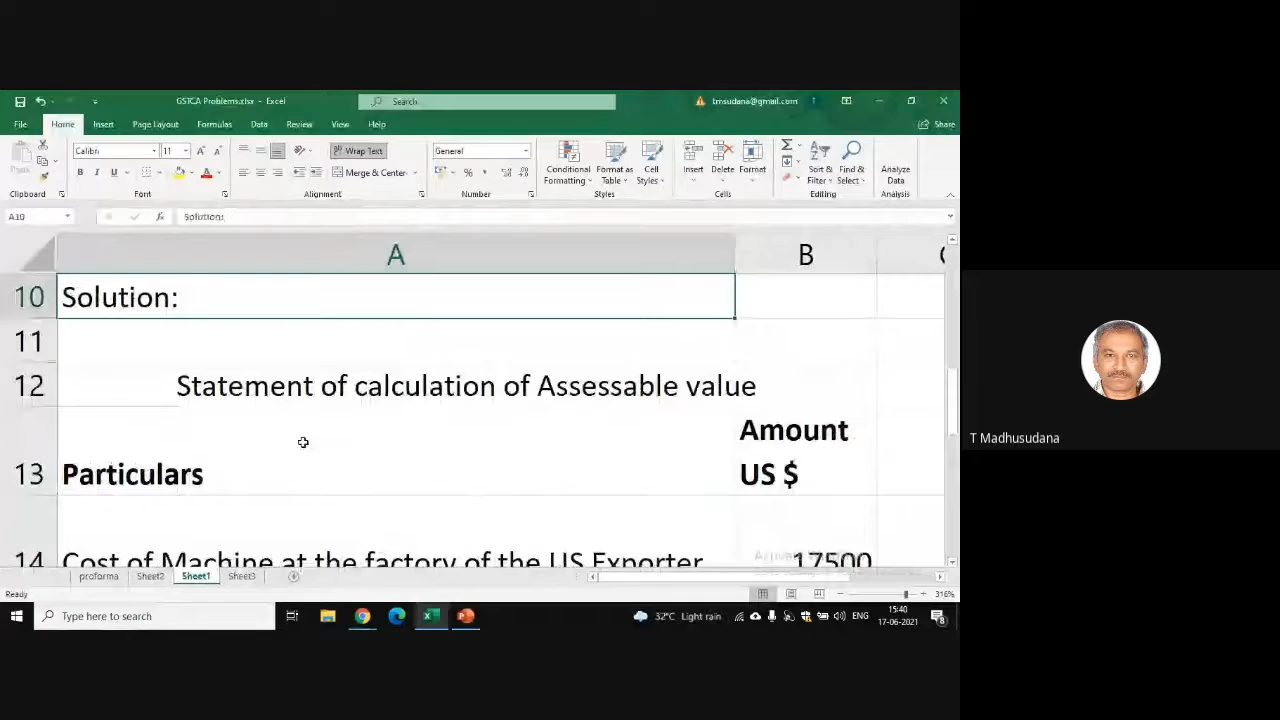 GSTCA Problems.xlsx - Excel
Search
tmsudana@gmail.com
T
File Home Insert Page Layout Formulas Data Review View Help
Share
Paste
Calibri 11
Wrap Text
General
Merge & Center
Conditional Formatting
Format as Table
Cell Styles
Insert Delete Format
Sort & Filter
Find & Select
Analyze Data
Clipboard Font Alignment Number Styles Cells Editing Analysis
A10
fx
Solution:
A B
10 Solution:
11
12 Statement of calculation of Assessable value
Amount
13 Particulars US $
14 Cost of Machine at the factory of the US Exporter 17500
proforma Sheet2 Sheet1 Sheet3
Ready
316%
Type here to search
32°C Light rain
ENG
15:40
17-06-2021
8
T Madhusudana